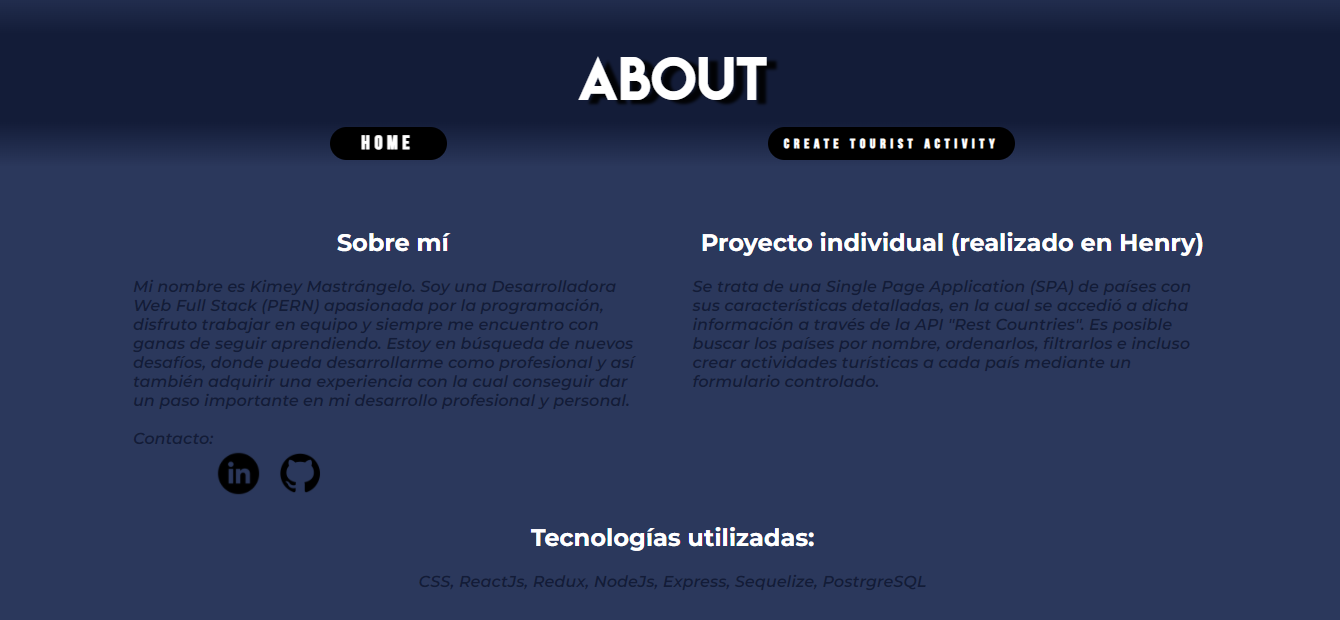 ABOUT
HOME
CREATE TOURIST ACTIVITY
Sobre mí
Mi nombre es Kimey Mastrángelo. Soy una Desarrolladora
Web Full Stack (PERN) apasionada por la programación,
disfruto trabajar en equipo y siempre me encuentro con
ganas de seguir aprendiendo. Estoy en búsqueda de nuevos
desafíos, donde pueda desarrollarme como profesional y así
también adquirir una experiencia con la cual conseguir dar
un paso importante en mi desarrollo profesional y personal.
Contacto:
in
Proyecto individual (realizado en Henry)
Se trata de una Single Page Application (SPA) de países con
sus características detalladas, en la cual se accedió a dicha
información a través de la API "Rest Countries". Es posible
buscar los países por nombre, ordenarlos, filtrarlos e incluso
crear actividades turísticas a cada país mediante un
formulario controlado.
Tecnologías utilizadas:
CSS, ReactJs, Redux, NodeJs, Express, Sequelize, PostrgreSQL